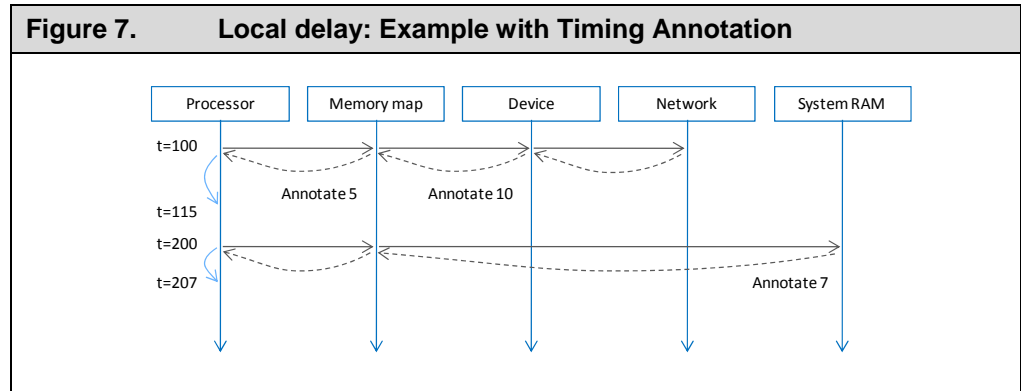 Figure 7. Local delay: Example with Timing Annotation
Processor Memory map Device Network System RAM
t=100
Annotate 5 Annotate 10
t=115
t=200
t=207 Annotate 7